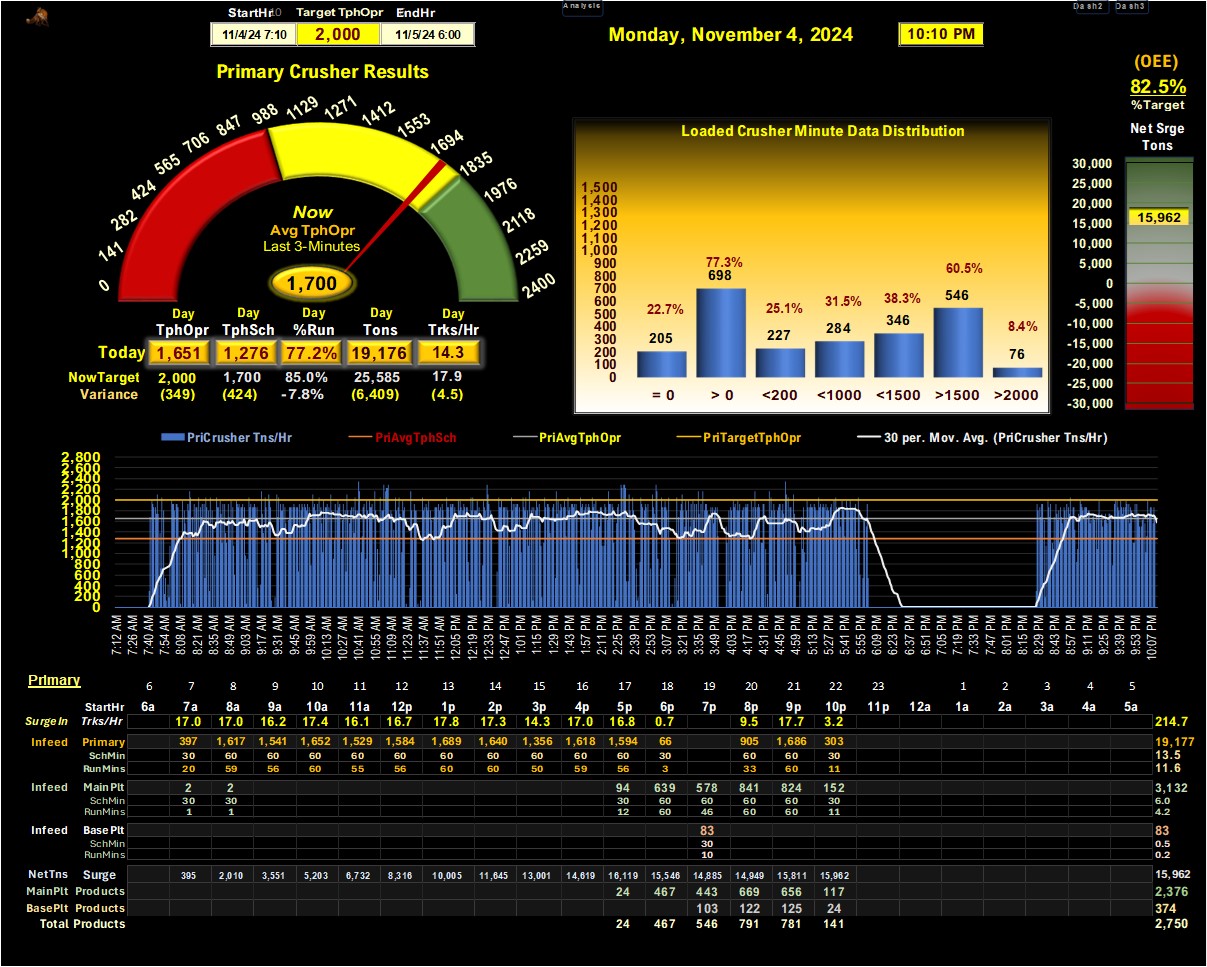 Analysis Dash2 Dash3
StartHr 10 Target TphOpr EndHr
11/4/24 7:10 2,000 11/5/24 6:00
Monday, November 4, 2024 10:10 PM
(OEE)
82.5%
%Target
Primary Crusher Results
0 141 282 424 565 706 847 988 1129 1271 1412 1553 1694 1835 1976 2118 2259 2400
Now
Avg TphOpr
Last 3-Minutes
1,700
Day Day Day Day Day
TphOpr TphSch %Run Tons Trks/Hr
Today 1,651 1,276 77.2% 19,176 14.3
NowTarget 2,000 1,700 85.0% 25,585 17.9
Variance (349) (424) -7.8% (6,409) (4.5)
Loaded Crusher Minute Data Distribution
1,500
1,400
1,300
1,200
1,100
1,000
900
800
700
600
500
400
300
200
100
0
22.7% 77.3% 25.1% 31.5% 38.3% 60.5% 8.4%
205 698 227 284 346 546 76
= 0 > 0 <200 <1000 <1500 >1500 >2000
Net Srge
Tons
30,000
25,000
20,000
15,000
10,000
5,000
0
-5,000
-10,000
-15,000
-20,000
-25,000
-30,000
15,962
PriCrusher Tns/Hr PriAvgTphSch PriAvgTphOpr PriTargetTphOpr 30 per. Mov. Avg. (PriCrusher Tns/Hr)
2,800
2,600
2,400
2,200
2,000
1,800
1,600
1,400
1,200
1,000
800
600
400
200
0
7:12 AM 7:26 AM 7:40 AM 7:54 AM 8:08 AM 8:21 AM 8:35 AM 8:49 AM 9:03 AM 9:17 AM 9:31 AM 9:45 AM 9:59 AM 10:13 AM 10:27 AM 10:41 AM 10:55 AM 11:09 AM 11:23 AM 11:37 AM 11:51 AM 12:05 PM 12:19 PM 12:33 PM 12:47 PM 1:01 PM 1:15 PM 1:29 PM 1:43 PM 1:57 PM 2:11 PM 2:25 PM 2:39 PM 2:53 PM 3:07 PM 3:21 PM 3:35 PM 3:49 PM 4:03 PM 4:17 PM 4:31 PM 4:45 PM 4:59 PM 5:13 PM 5:27 PM 5:41 PM 5:55 PM 6:09 PM 6:23 PM 6:37 PM 6:51 PM 7:05 PM 7:19 PM 7:33 PM 7:47 PM 8:01 PM 8:15 PM 8:29 PM 8:43 PM 8:57 PM 9:11 PM 9:25 PM 9:39 PM 9:53 PM 10:07 PM
Primary
6 7 8 9 10 11 12 13 14 15 16 17 18 19 20 21 22 23 1 2 3 4 5
StartHr 6a 7a 8a 9a 10a 11a 12p 1p 2p 3p 4p 5p 6p 7p 8p 9p 10p 11p 12a 1a 2a 3a 4a 5a
SurgeIn Trks/Hr 17.0 17.0 16.2 17.4 16.1 16.7 17.8 17.3 14.3 17.0 16.8 0.7 9.5 17.7 3.2 214.7
Infeed Primary 397 1,617 1,541 1,652 1,529 1,584 1,689 1,640 1,356 1,618 1,594 66 905 1,686 303 19,177
SchMin 30 60 60 60 60 60 60 60 60 60 60 60 60 60 30 13.5
RunMins 20 59 56 60 55 56 60 60 50 59 56 3 33 60 11 11.6
Infeed Main Plt 2 2 94 639 578 841 824 152 3,132
SchMin 30 30 30 60 60 60 60 30 6.0
RunMins 1 1 12 60 46 60 60 11 4.2
Infeed Base Plt 83 83
SchMin 30 0.5
RunMins 10 0.2
NetTns Surge 395 2,010 3,551 5,203 6,732 8,316 10,005 11,645 13,001 14,619 16,119 15,546 14,885 14,949 15,811 15,962 15,962
MainPlt Products 24 467 443 669 656 117 2,376
BasePlt Products 103 122 125 24 374
Total Products 24 467 546 791 781 141 2,750